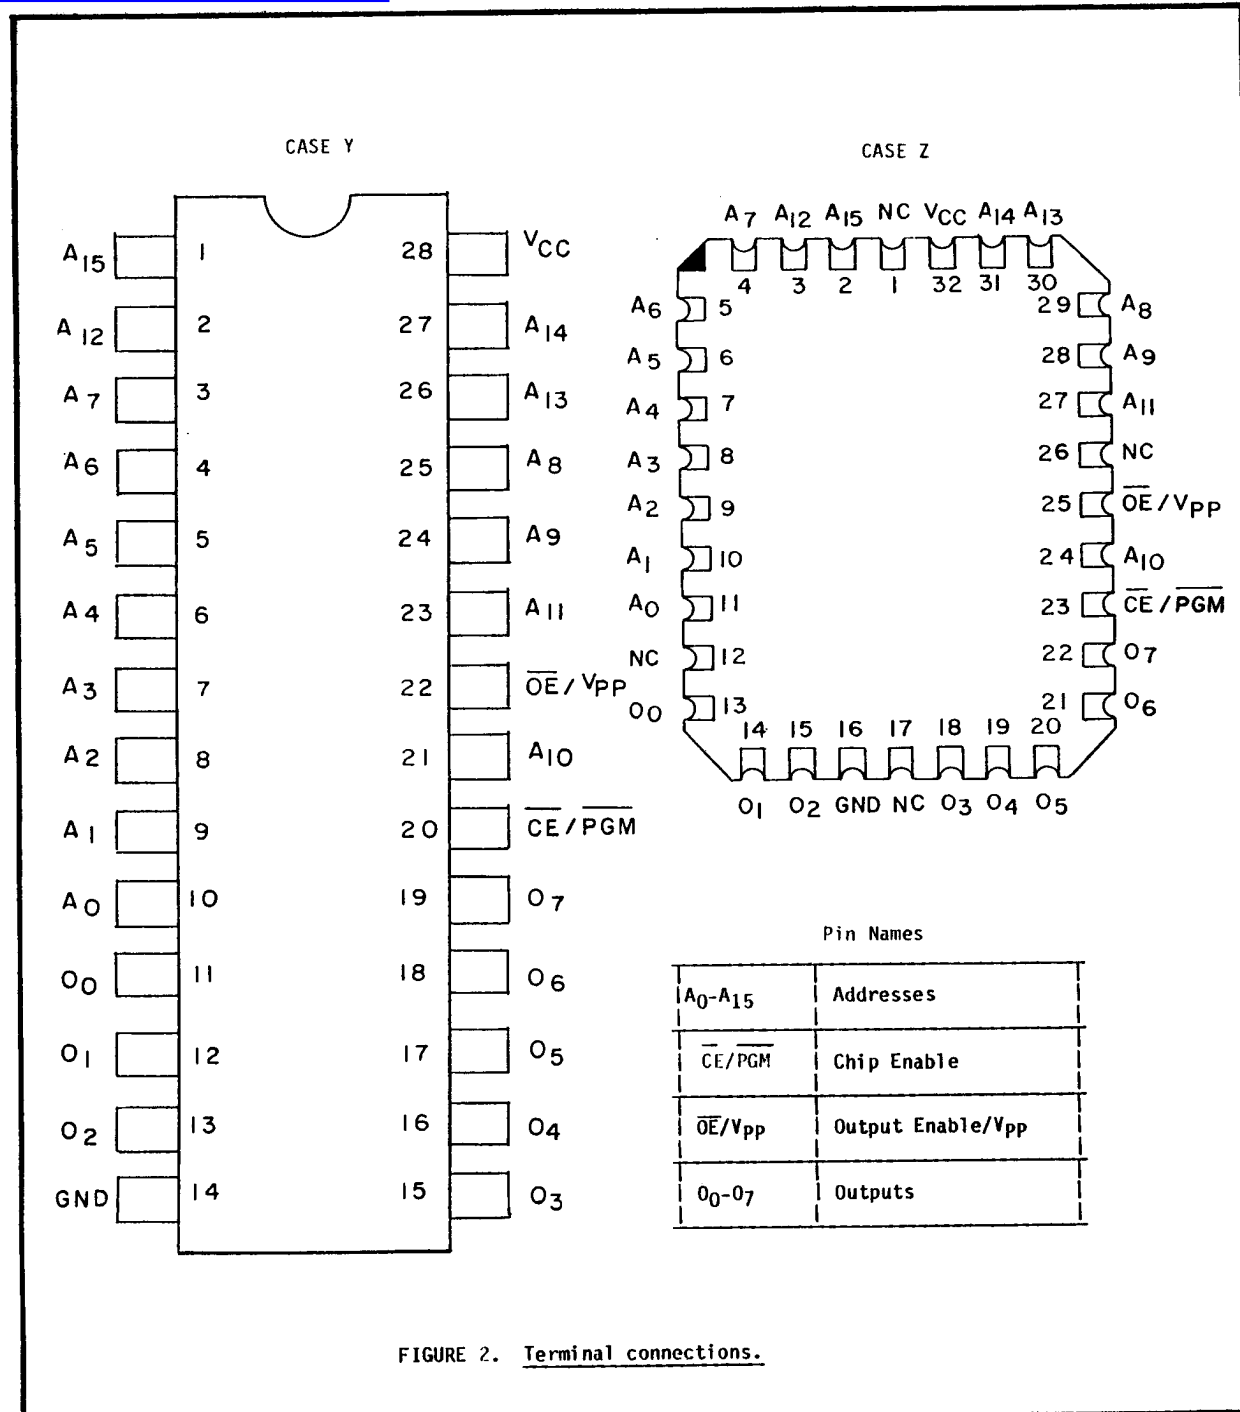 CASE Y
A15 1 28 VCC
A12 2 27 A14
A7 3 26 A13
A6 4 25 A8
A5 5 24 A9
A4 6 23 A11
A3 7 22 OE/VPP
A2 8 21 A10
A1 9 20 CE/PGM
A0 10 19 O7
O0 11 18 O6
O1 12 17 O5
O2 13 16 O4
GND 14 15 O3
CASE Z
A7 A12 A15 NC VCC A14 A13
4 3 2 1 32 31 30
A6 5 29 A8
A5 6 28 A9
A4 7 27 A11
A3 8 26 NC
A2 9 25 OE/VPP
A1 10 24 A10
A0 11 23 CE/PGM
NC 12 22 O7
O0 13 21 O6
14 15 16 17 18 19 20
O1 O2 GND NC O3 O4 O5
Pin Names
A0-A15 Addresses
CE/PGM Chip Enable
OE/Vpp Output Enable/Vpp
O0-O7 Outputs
FIGURE 2. Terminal connections.